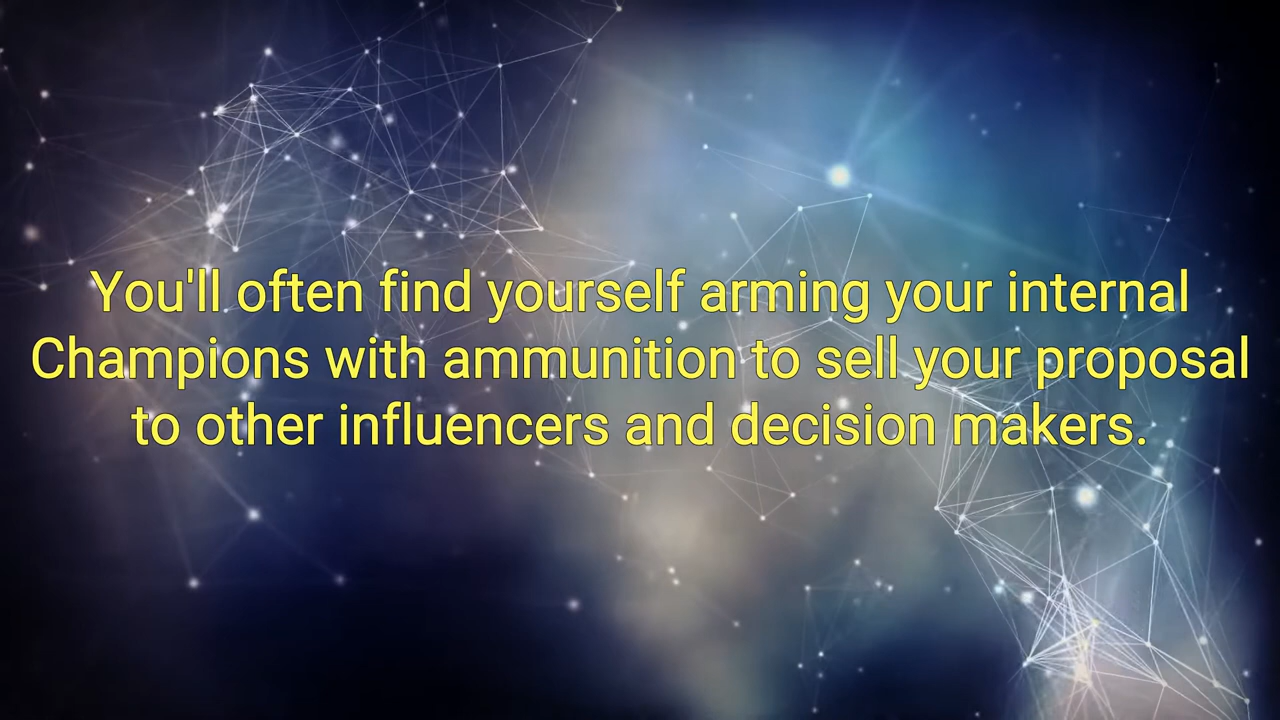 You'll often find yourself arming your internal
Champions with ammunition to sell your proposal
to other influencers and decision makers.